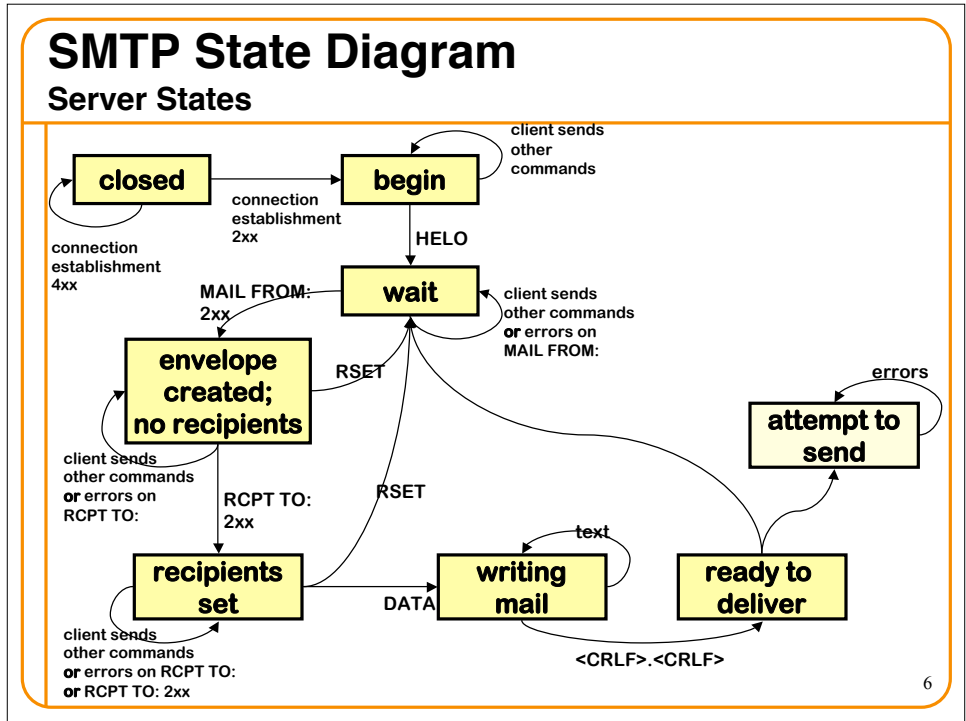 SMTP State Diagram
Server States
client sends
other
commands
closed
begin
connection
establishment
2xx
connection
establishment
4xx
HELO
wait
MAIL FROM:
2xx
client sends
other commands
or errors on
MAIL FROM:
envelope
created;
no recipients
RSET
errors
attempt to
send
client sends
other commands
or errors on
RCPT TO:
RCPT TO:
2xx
RSET
text
recipients
set
DATA
writing
mail
ready to
deliver
client sends
other commands
or errors on RCPT TO:
or RCPT TO: 2xx
<CRLF>.<CRLF>
6